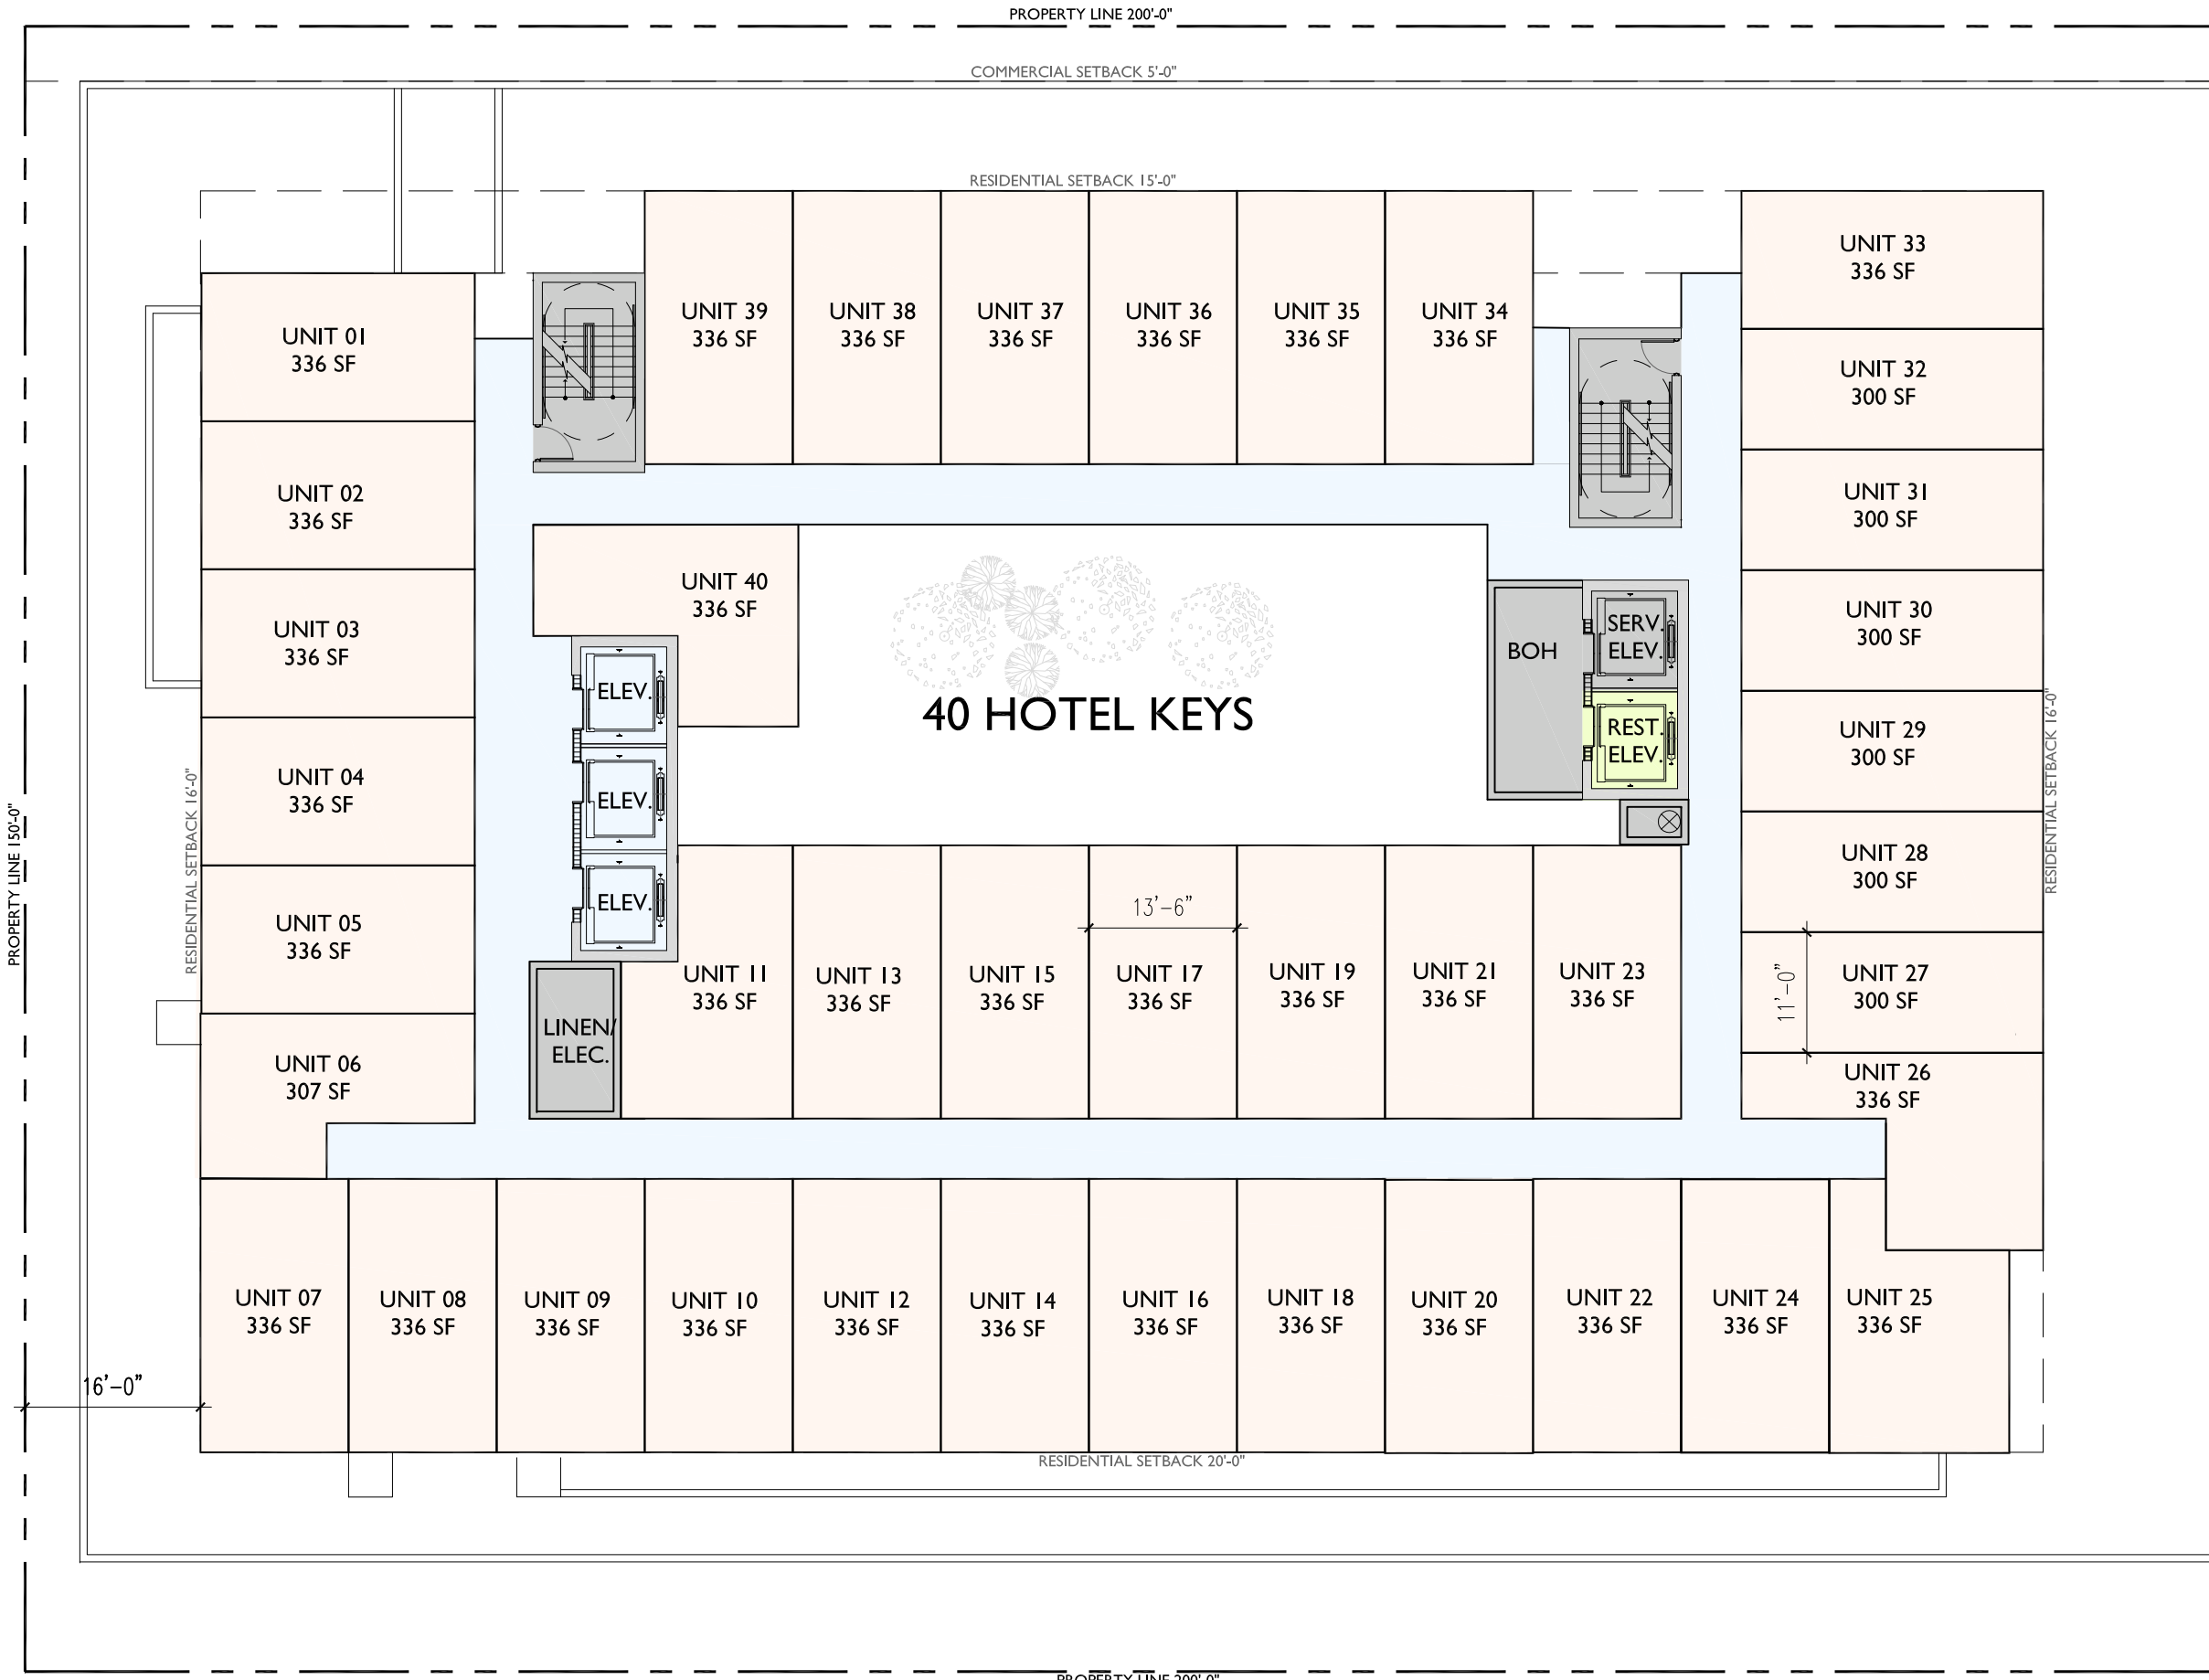 PROPERTY LINE 200'-0"
COMMERCIAL SETBACK 5'-0"
RESIDENTIAL SETBACK 15'-0"
UNIT 39
336 SF
UNIT 38
336 SF
UNIT 37
336 SF
UNIT 36
336 SF
UNIT 35
336 SF
UNIT 34
336 SF
UNIT 33
336 SF
UNIT 01
336 SF
UNIT 32
300 SF
UNIT 02
336 SF
UNIT 31
300 SF
UNIT 40
336 SF
UNIT 03
336 SF
UNIT 30
300 SF
BOH
SERV.
ELEV.
REST.
ELEV.
ELEV.
ELEV.
ELEV.
40 HOTEL KEYS
UNIT 29
300 SF
RESIDENTIAL SETBACK 16'-0"
UNIT 04
336 SF
RESIDENTIAL SETBACK 16'-0"
PROPERTY LINE 150'-0"
UNIT 28
300 SF
UNIT 05
336 SF
13'-6"
UNIT 11
336 SF
UNIT 13
336 SF
UNIT 15
336 SF
UNIT 17
336 SF
UNIT 19
336 SF
UNIT 21
336 SF
UNIT 23
336 SF
11'-0"
UNIT 27
300 SF
LINEN/
ELEC.
UNIT 06
307 SF
UNIT 26
336 SF
UNIT 07
336 SF
UNIT 08
336 SF
UNIT 09
336 SF
UNIT 10
336 SF
UNIT 12
336 SF
UNIT 14
336 SF
UNIT 16
336 SF
UNIT 18
336 SF
UNIT 20
336 SF
UNIT 22
336 SF
UNIT 24
336 SF
UNIT 25
336 SF
16'-0"
RESIDENTIAL SETBACK 20'-0"
PROPERTY LINE 200'-0"